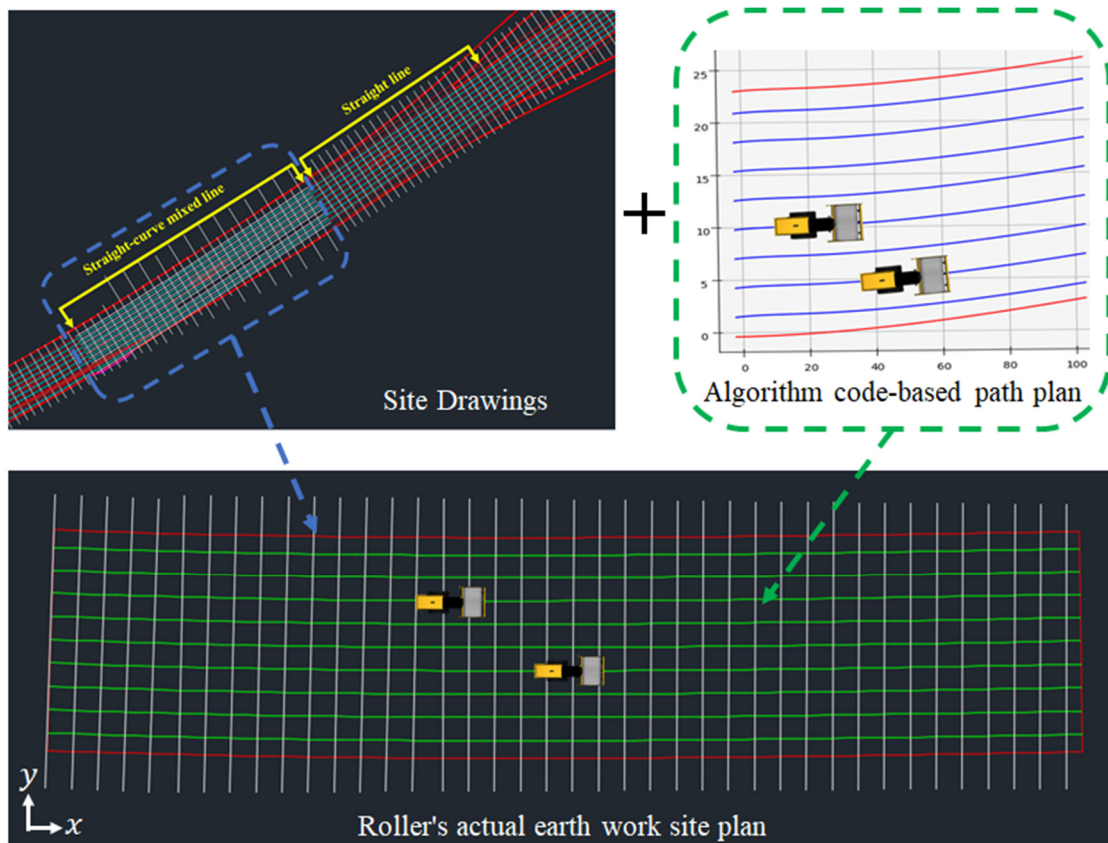 Straight line
Straight-curve mixed line
Site Drawings
+
25
20
15
10
5
0
0 20 40 60 80 100
Algorithm code-based path plan
y
x
Roller's actual earth work site plan